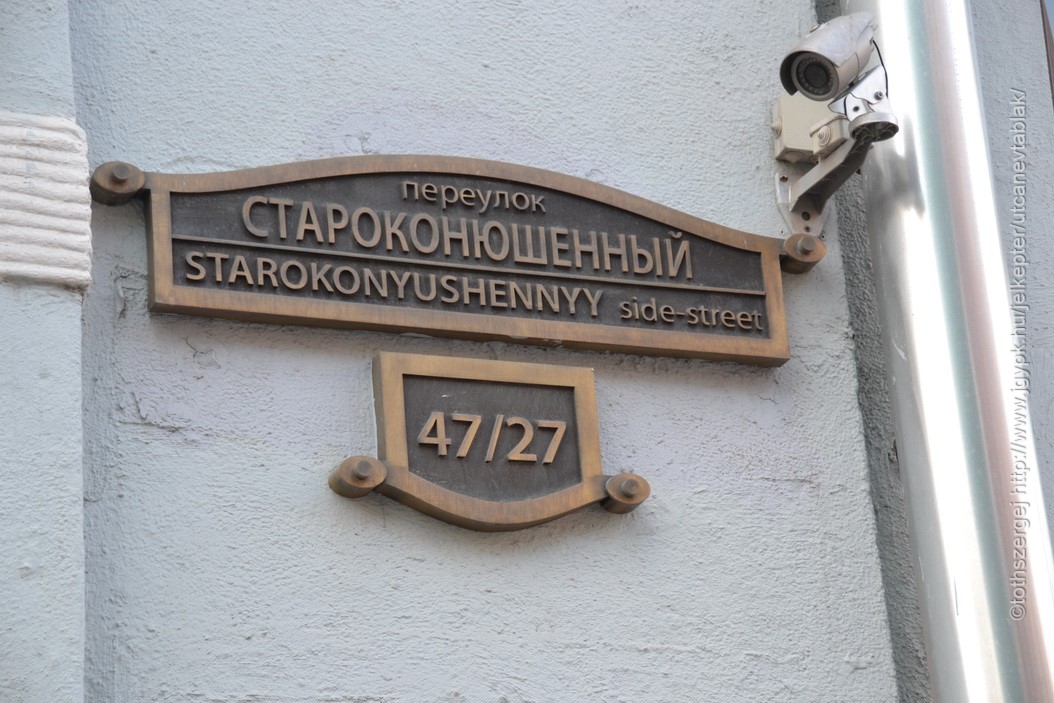 переулок
СТАРОКОНЮШЕННЫЙ
STAROKONYUSHENNYY side-street
47/27
©tothszergej http://www.jgypk.hu/jelkepter/utcanevtablak/